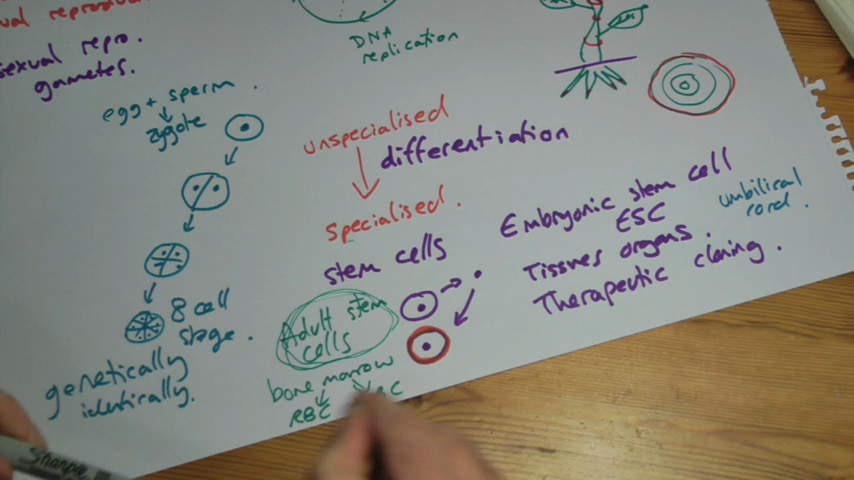 sexual repro.
gametes.
DNA
replication
egg + sperm
zygote
8 cell
stage.
genetically
identically.
unspecialised
differentiation
specialised.
stem cells
Adult stem
cells
bone marrow
RBC
Embryonic stem cell
ESC
Tissues organs.
Therapeutic cloning.
umbilical
cord.
Sharpie